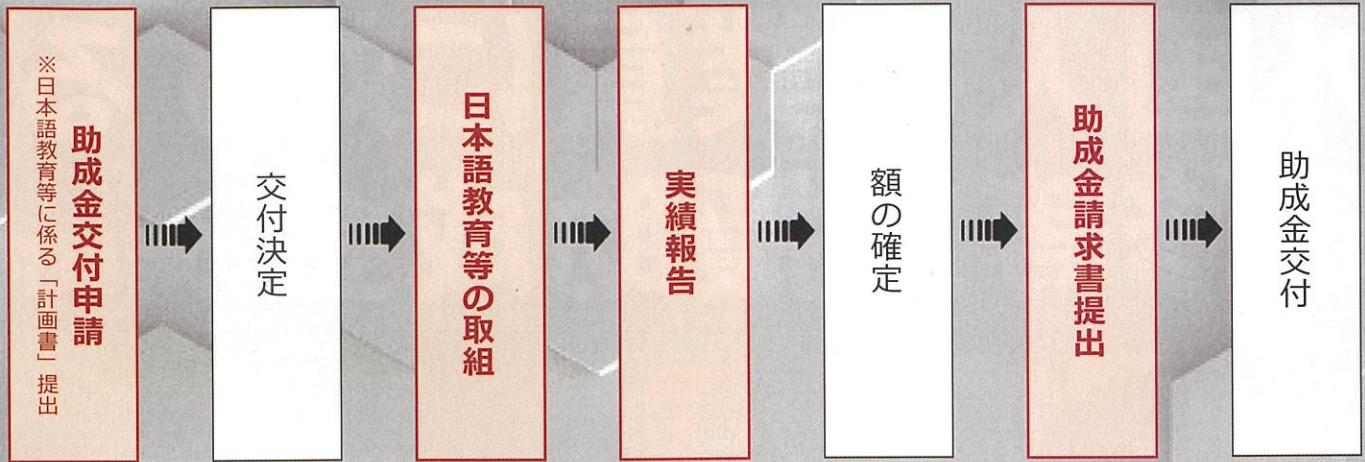 助成金交付申請
※日本語教育等に係る「計画書」提出
交付決定
日本語教育等の取組
実績報告
額の確定
助成金請求書提出
助成金交付